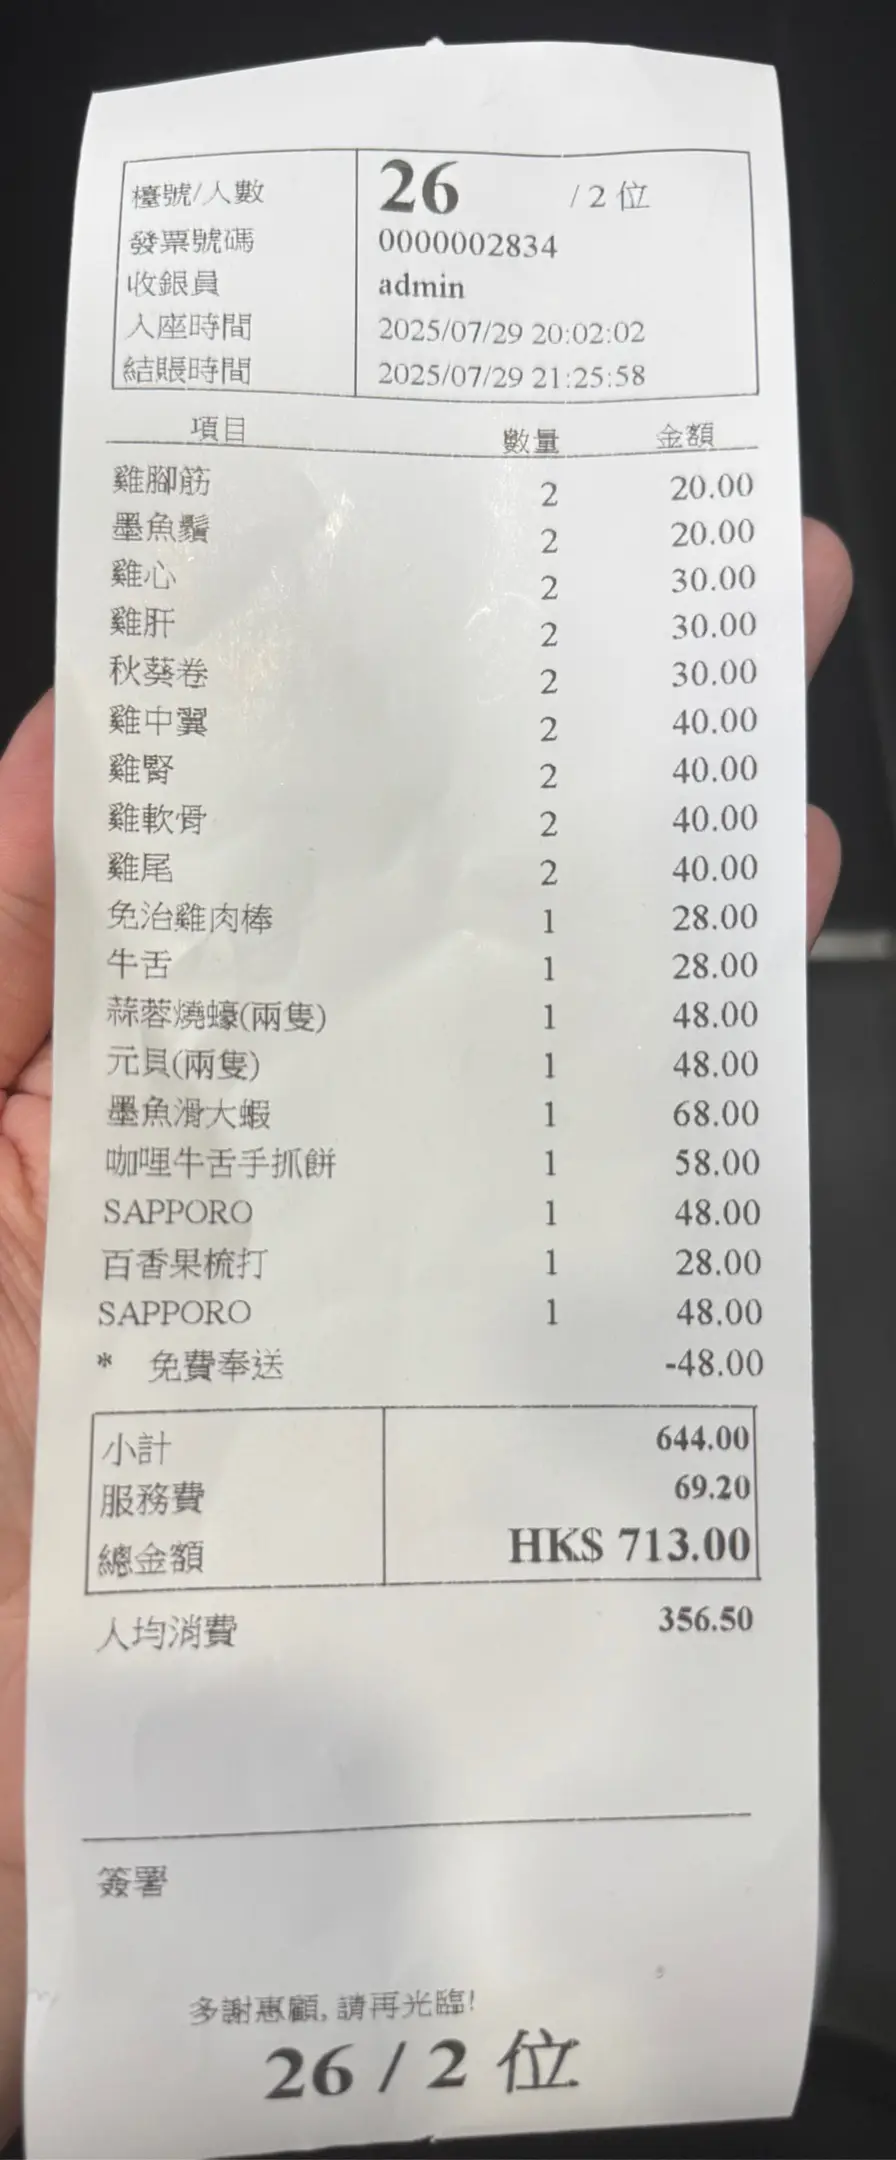 檯號/人數 26 /2 位
發票號碼 0000002834
收銀員 admin
入座時間 2025/07/29 20:02:02
結賬時間 2025/07/29 21:25:58
項目 數量 金額
雞腳筋 2 20.00
墨魚鬚 2 20.00
雞心 2 30.00
雞肝 2 30.00
秋葵卷 2 30.00
雞中翼 2 40.00
雞腎 2 40.00
雞軟骨 2 40.00
雞尾 2 40.00
免治雞肉棒 1 28.00
牛舌 1 28.00
蒜蓉燒蠔(兩隻) 1 48.00
元貝(兩隻) 1 48.00
墨魚滑大蝦 1 68.00
咖哩牛舌手抓餅 1 58.00
SAPPORO 1 48.00
百香果梳打 1 28.00
SAPPORO 1 48.00
* 免費奉送 -48.00
小計 644.00
服務費 69.20
總金額 HK$ 713.00
人均消費 356.50
簽署
多謝惠顧, 請再光臨!
26 / 2 位